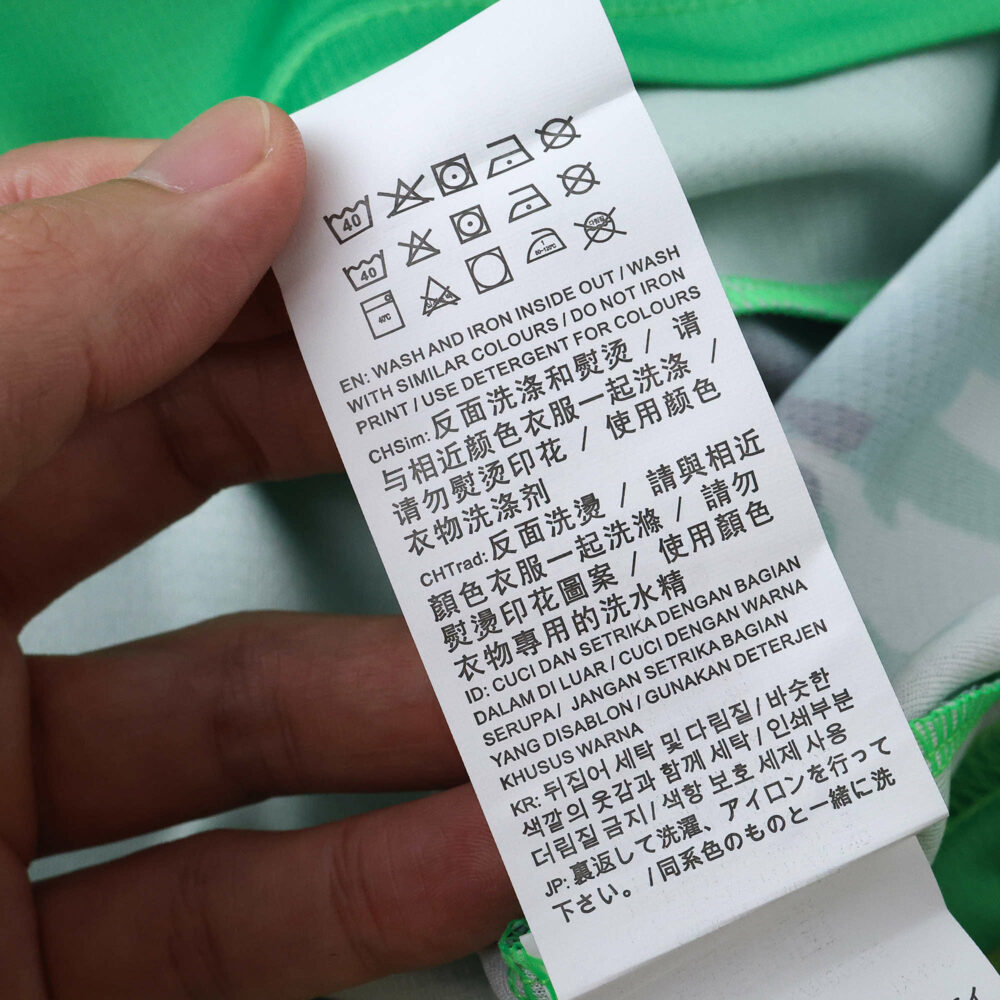 40
40
40℃
80-120℃
EN: WASH AND IRON INSIDE OUT / WASH
WITH SIMILAR COLOURS / DO NOT IRON
PRINT / USE DETERGENT FOR COLOURS
CHSim: 反面洗涤和熨烫 / 请
与相近颜色衣服一起洗涤 /
请勿熨烫印花 / 使用颜色
衣物洗涤剂
CHTrad: 反面洗燙 / 請與相近
顏色衣服一起洗滌 / 請勿
熨燙印花圖案 / 使用顏色
衣物專用的洗水精
ID: CUCI DAN SETRIKA DENGAN BAGIAN
DALAM DI LUAR / CUCI DENGAN WARNA
SERUPA / JANGAN SETRIKA BAGIAN
YANG DISABLON / GUNAKAN DETERJEN
KHUSUS WARNA
KR: 뒤집어 세탁 및 다림질 / 비슷한
색깔의 옷감과 함께 세탁 / 인쇄부분
다림질 금지 / 색향 보호 세제 사용
JP: 裏返して洗濯、アイロンを行って
下さい。/ 同系色のものと一緒に洗